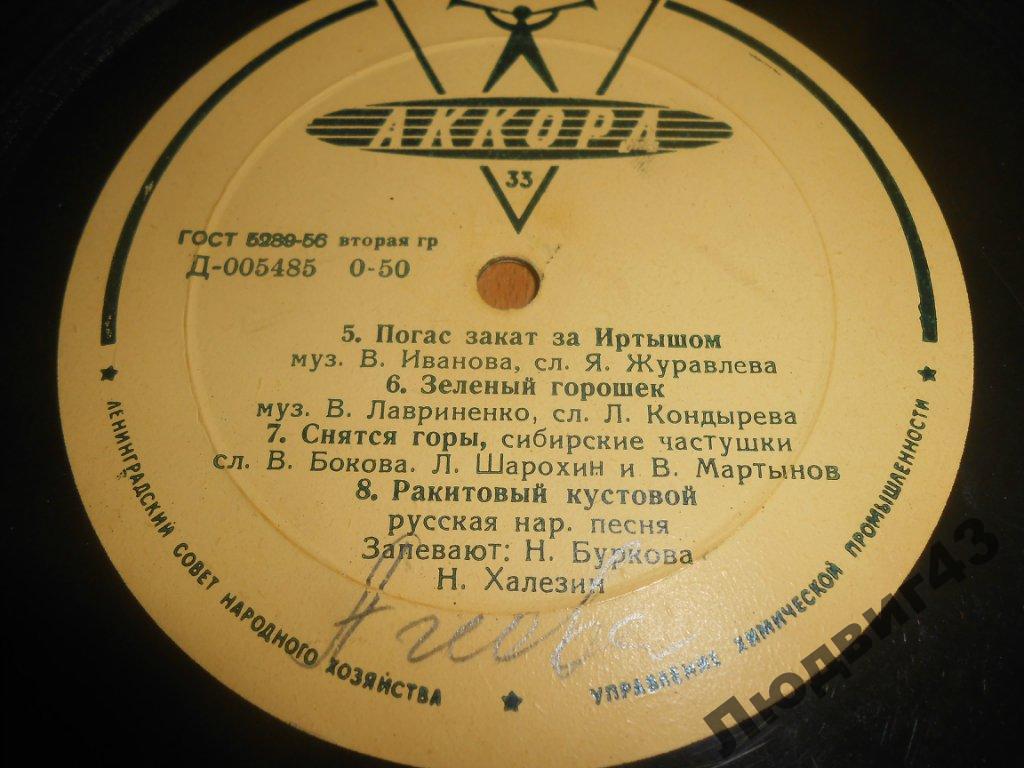 АККОРД
33
ГОСТ 5289-56 вторая гр
Д-005485 0-50
5. Погас закат за Иртышом
муз. В. Иванова, сл. Я. Журавлева
6. Зеленый горошек
муз. В. Лавриненко, сл. Л. Кондырева
7. Снятся горы, сибирские частушки
сл. В. Бокова. Л. Шарохин и В. Мартынов
8. Ракитовый кустовой
русская нар. песня
Запевают: Н. Буркова
Н. Халезин
ЛЕНИНГРАДСКИЙ СОВЕТ НАРОДНОГО ХОЗЯЙСТВА
УПРАВЛЕНИЕ ХИМИЧЕСКОЙ ПРОМЫШЛЕННОСТИ
Людвиг43